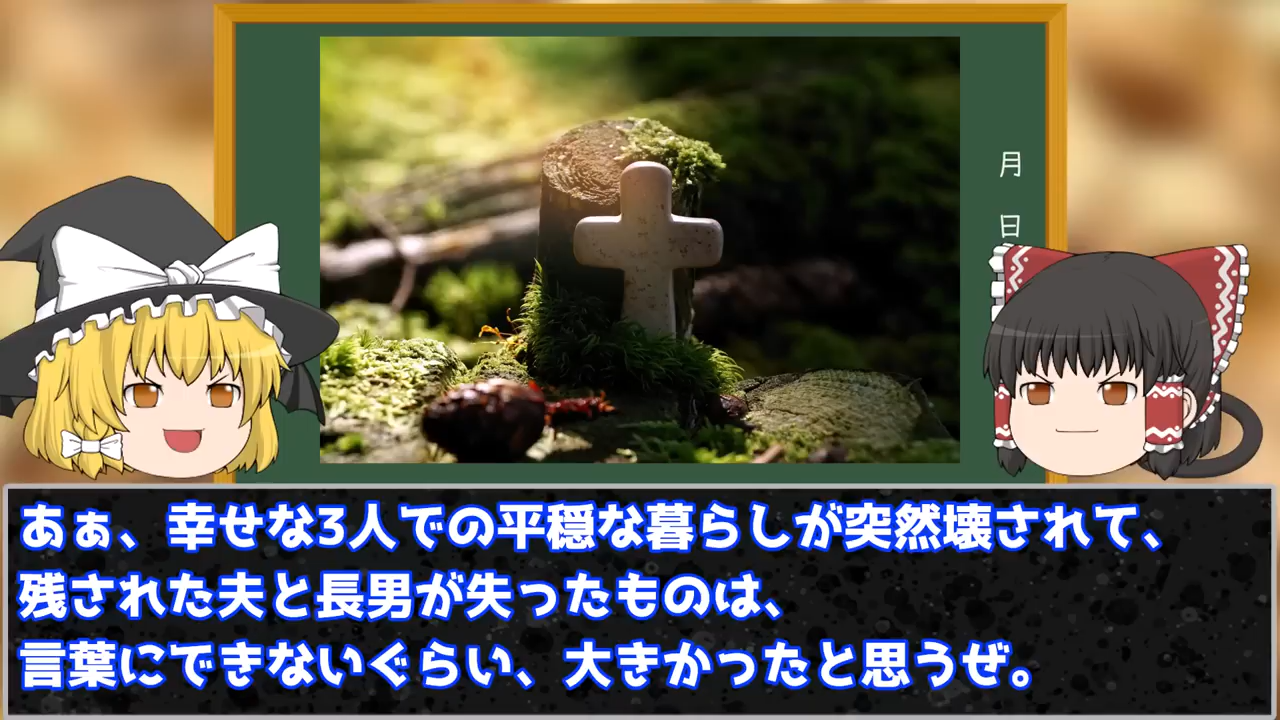 月
日
あぁ、幸せな3人での平穏な暮らしが突然壊されて、
残された夫と長男が失ったものは、
言葉にできないぐらい、大きかったと思うぜ。